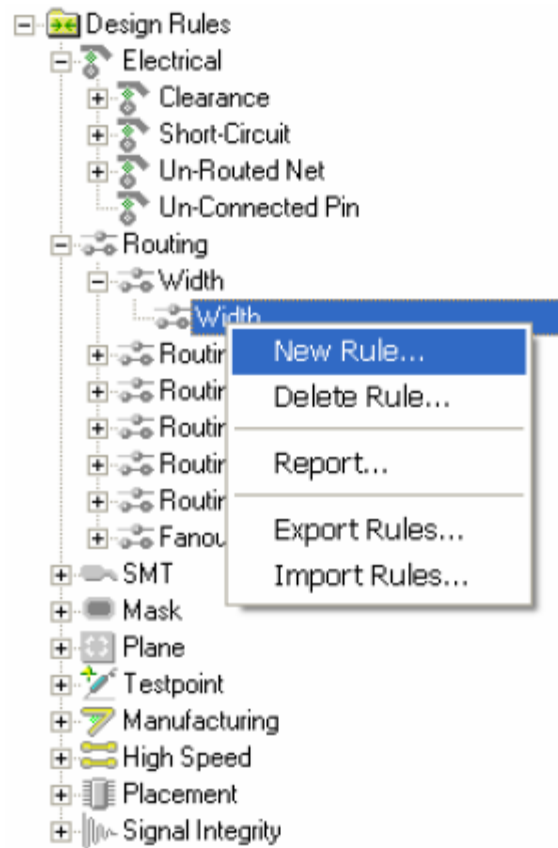 Design Rules
Electrical
Clearance
Short-Circuit
Un-Routed Net
Un-Connected Pin
Routing
Width
Width
New Rule...
Delete Rule...
Report...
Export Rules...
Import Rules...
SMT
Mask
Plane
Testpoint
Manufacturing
High Speed
Placement
Signal Integrity